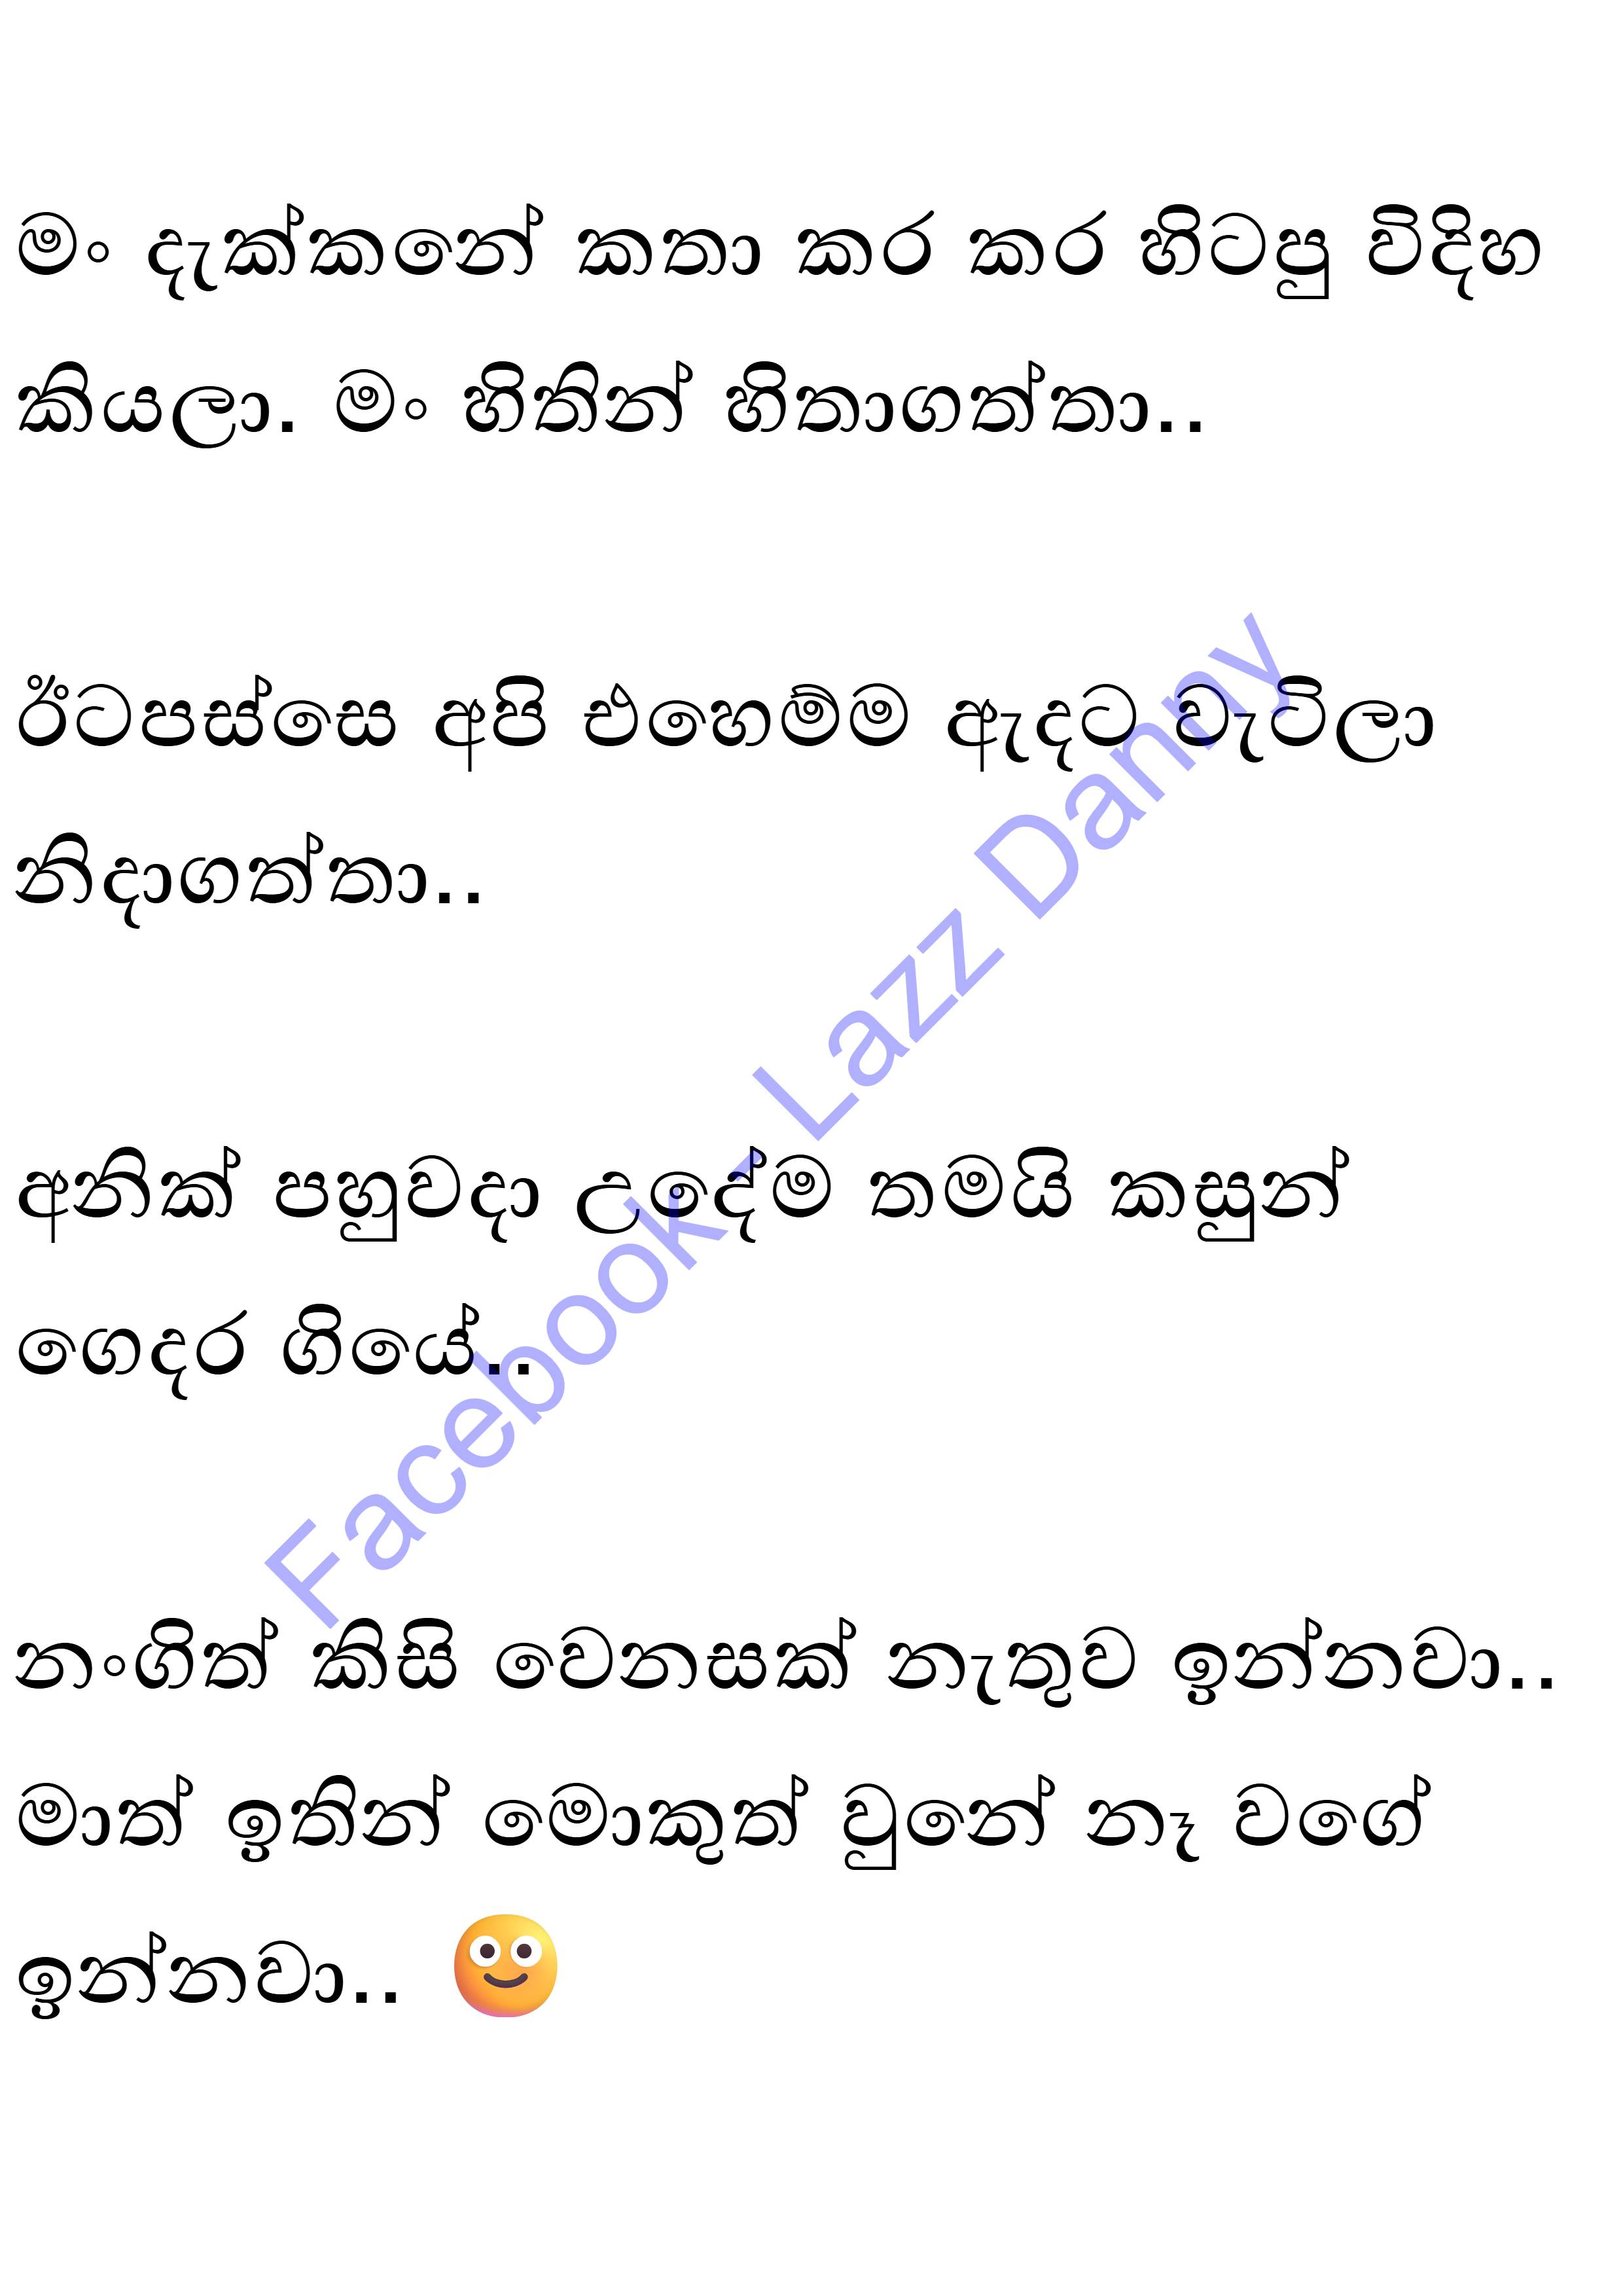 මං දැක්කනේ කතා කර කර හිටපු විදිහ
කියලා. මං හිතින් හිතාගත්තා..
ඊටපස්සෙ අපි එහෙම්ම ඇදට වැටිලා
නිදාගත්තා..
අනික් පහුවදා උදේම තමයි කසුන්
ගෙදර ගියේ..
නංගිත් කිසි වෙනසක් නැතුව ඉන්නවා..
මාත් ඉතින් මොකුත් වුනේ නෑ වගේ
ඉන්නවා..
Facebook - Lazz Danny